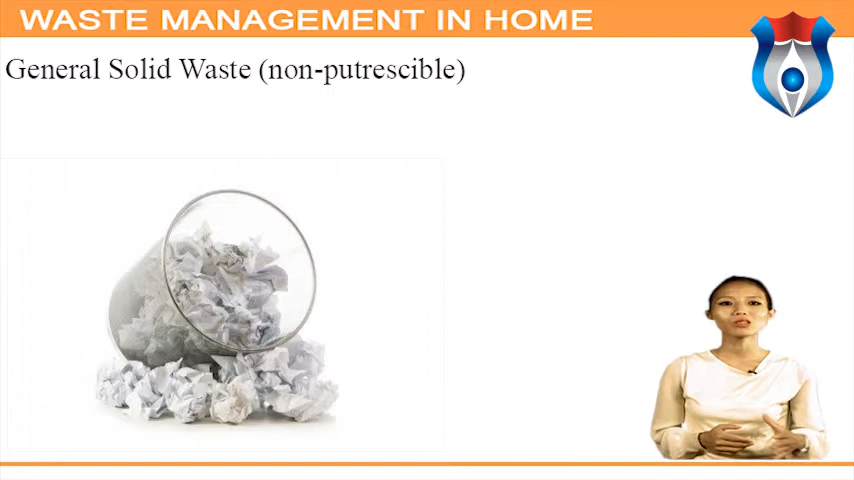 WASTE MANAGEMENT IN HOME
General Solid Waste (non-putrescible)